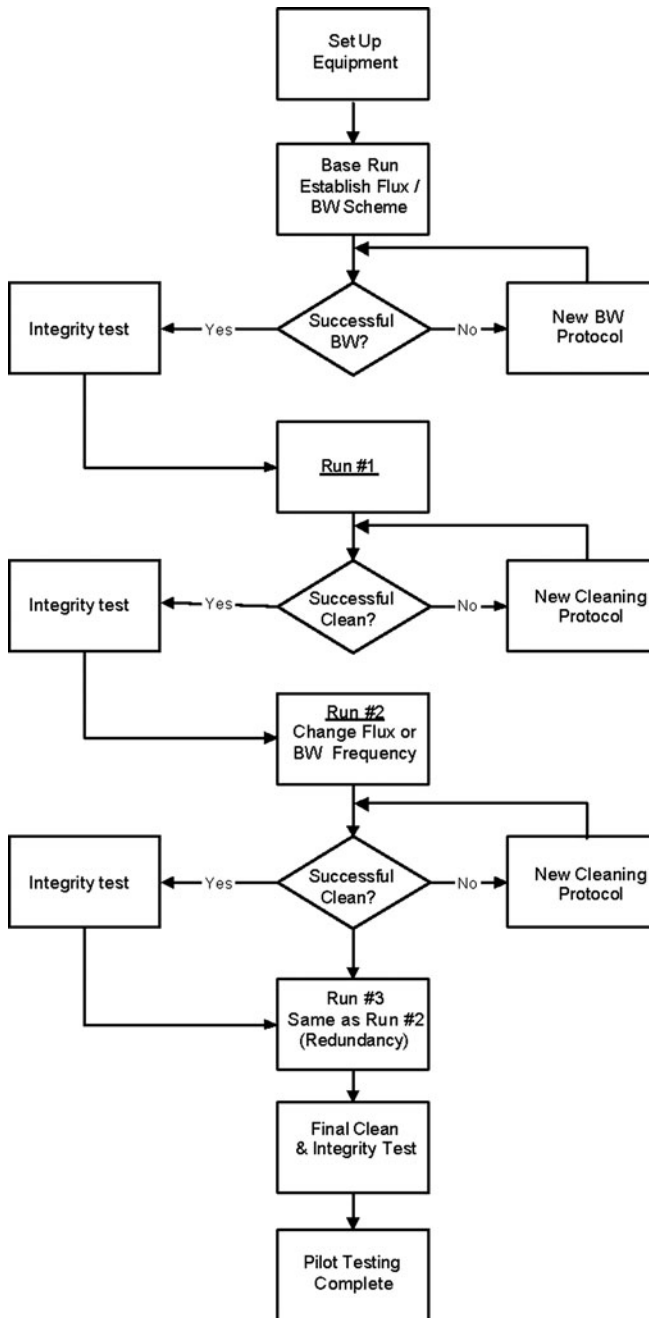 Set Up
Equipment
Base Run
Establish Flux /
BW Scheme
Integrity test
Yes
Successful
BW?
No
New BW
Protocol
Run #1
Integrity test
Yes
Successful
Clean?
No
New Cleaning
Protocol
Run #2
Change Flux or
BW Frequency
Integrity test
Yes
Successful
Clean?
No
New Cleaning
Protocol
Run #3
Same as Run #2
(Redundancy)
Final Clean
& Integrity Test
Pilot Testing
Complete